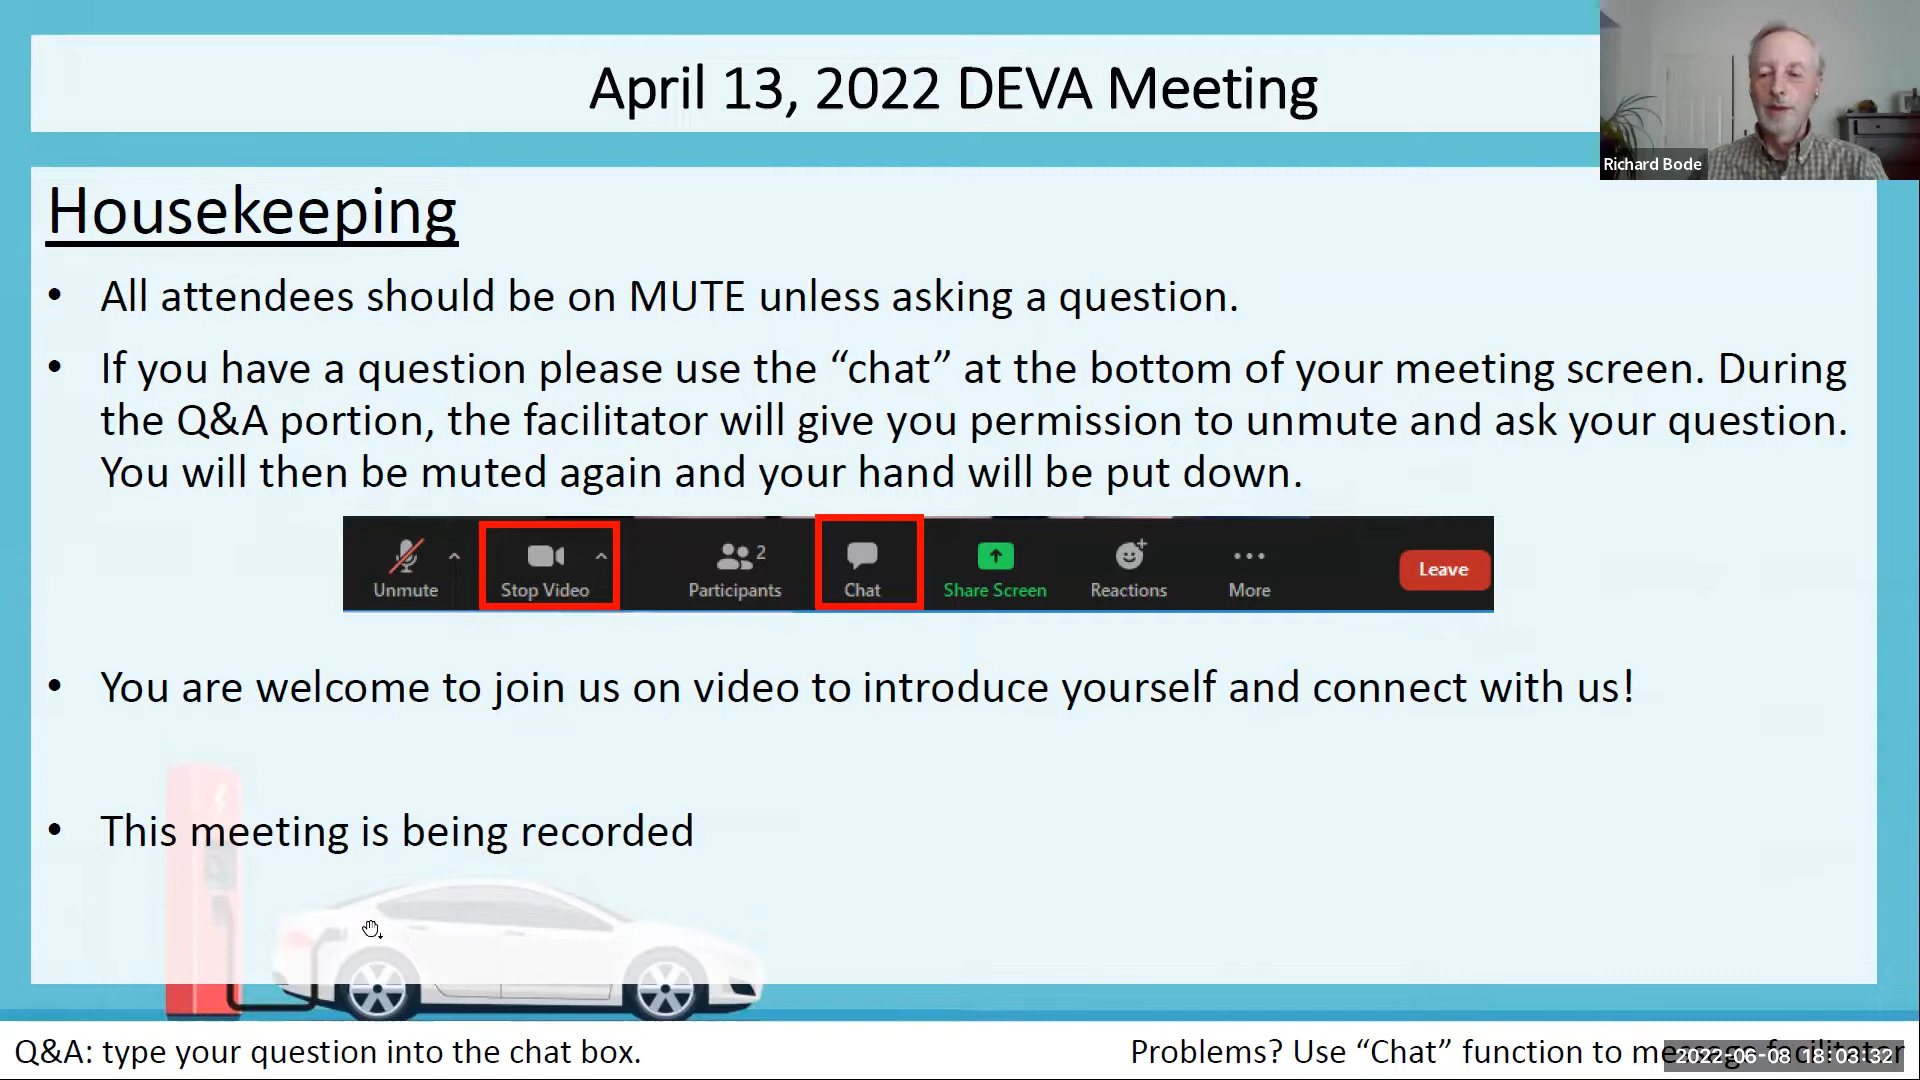 April 13, 2022 DEVA Meeting
Richard Bode
Housekeeping
• All attendees should be on MUTE unless asking a question.
• If you have a question please use the “chat” at the bottom of your meeting screen. During
the Q&A portion, the facilitator will give you permission to unmute and ask your question.
You will then be muted again and your hand will be put down.
Unmute Stop Video Participants 2 Chat Share Screen Reactions More Leave
• You are welcome to join us on video to introduce yourself and connect with us!
• This meeting is being recorded
Q&A: type your question into the chat box.
Problems? Use “Chat” function to message facilitator
2022-06-08 18:03:32